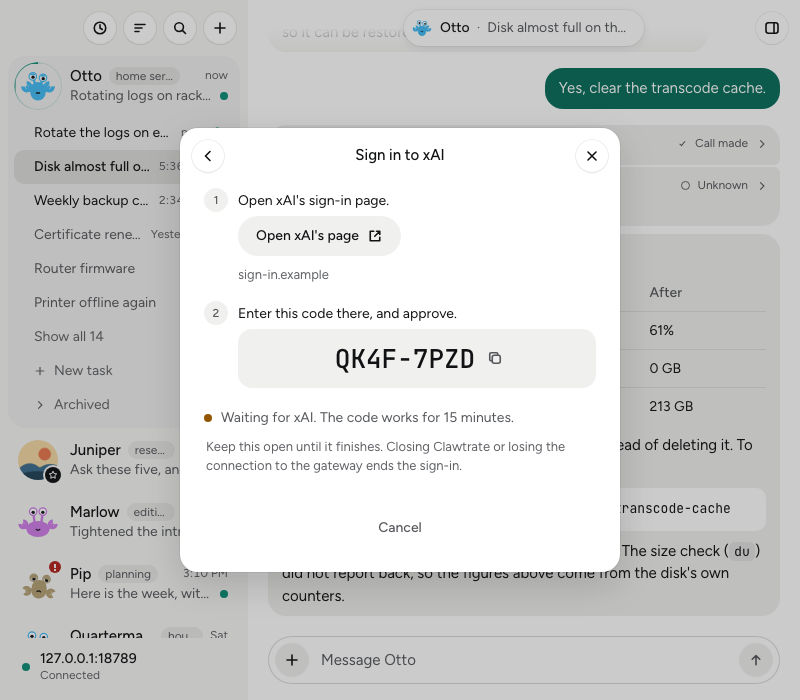 so it can be restor
Otto · Disk almost full on th...
Otto
home ser...
now
Rotating logs on rack...
Yes, clear the transcode cache.
Rotate the logs on e...
Disk almost full o...
5:36
Weekly backup c...
2:34
Certificate rene...
Yeste
Router firmware
Printer offline again
Show all 14
New task
Archived
Call made
Unknown
After
61%
0 GB
213 GB
ead of deleting it. To
transcode-cache
The size check ( du )
did not report back, so the figures above come from the disk's own
counters.
Sign in to xAI
1
Open xAI's sign-in page.
Open xAI's page
sign-in.example
2
Enter this code there, and approve.
QK4F-7PZD
Waiting for xAI. The code works for 15 minutes.
Keep this open until it finishes. Closing Clawtrate or losing the
connection to the gateway ends the sign-in.
Cancel
Juniper
rese...
Ask these five, an
Marlow
editi...
Tightened the intr
Pip
planning
3:10 PM
Here is the week, wit...
Quarterma
hou...
Sat
127.0.0.1:18789
Connected
Message Otto